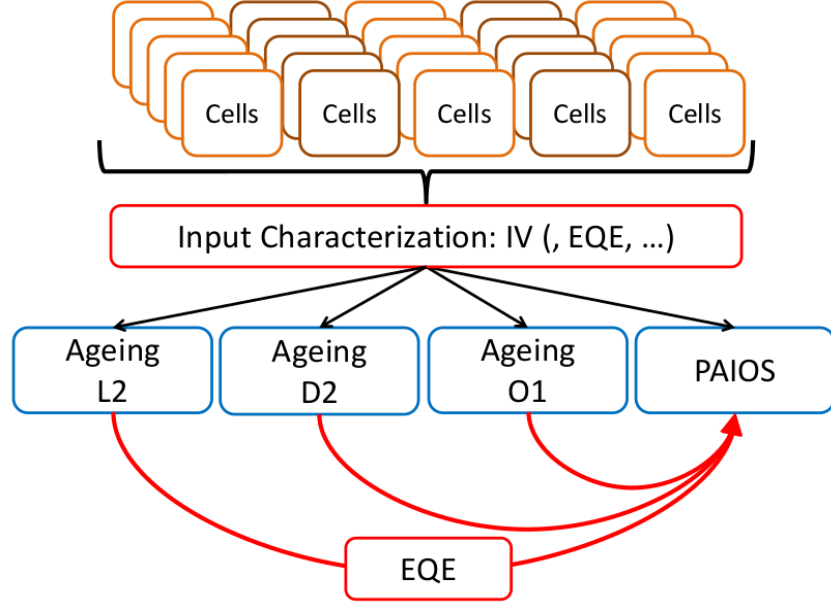 Cells Cells Cells Cells Cells
Input Characterization: IV (, EQE, ...)
Ageing
L2
Ageing
D2
Ageing
O1
PAIOS
EQE